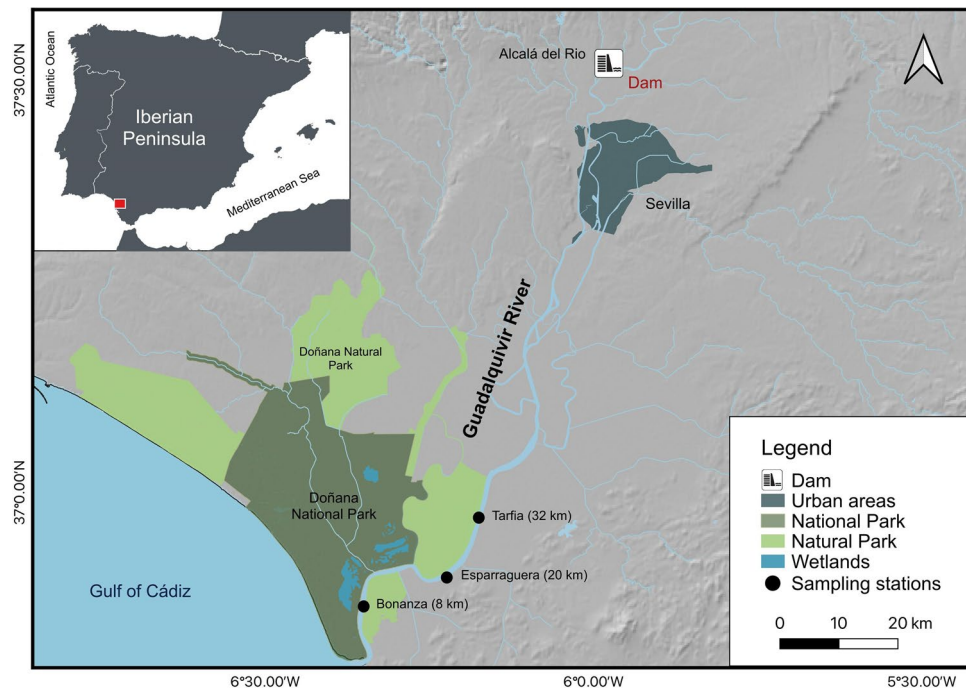 Atlantic Ocean
Iberian
Peninsula
Mediterranean Sea
Alcalá del Rio
Dam
Sevilla
Guadalquivir River
Doñana Natural
Park
Doñana
National Park
Tarfia (32 km)
Esparraguera (20 km)
Bonanza (8 km)
Gulf of Cádiz
Legend
Dam
Urban areas
National Park
Natural Park
Wetlands
Sampling stations
0 10 20 km
37°30.00'N
37°0.00'N
6°30.00'W
6°0.00'W
5°30.00'W